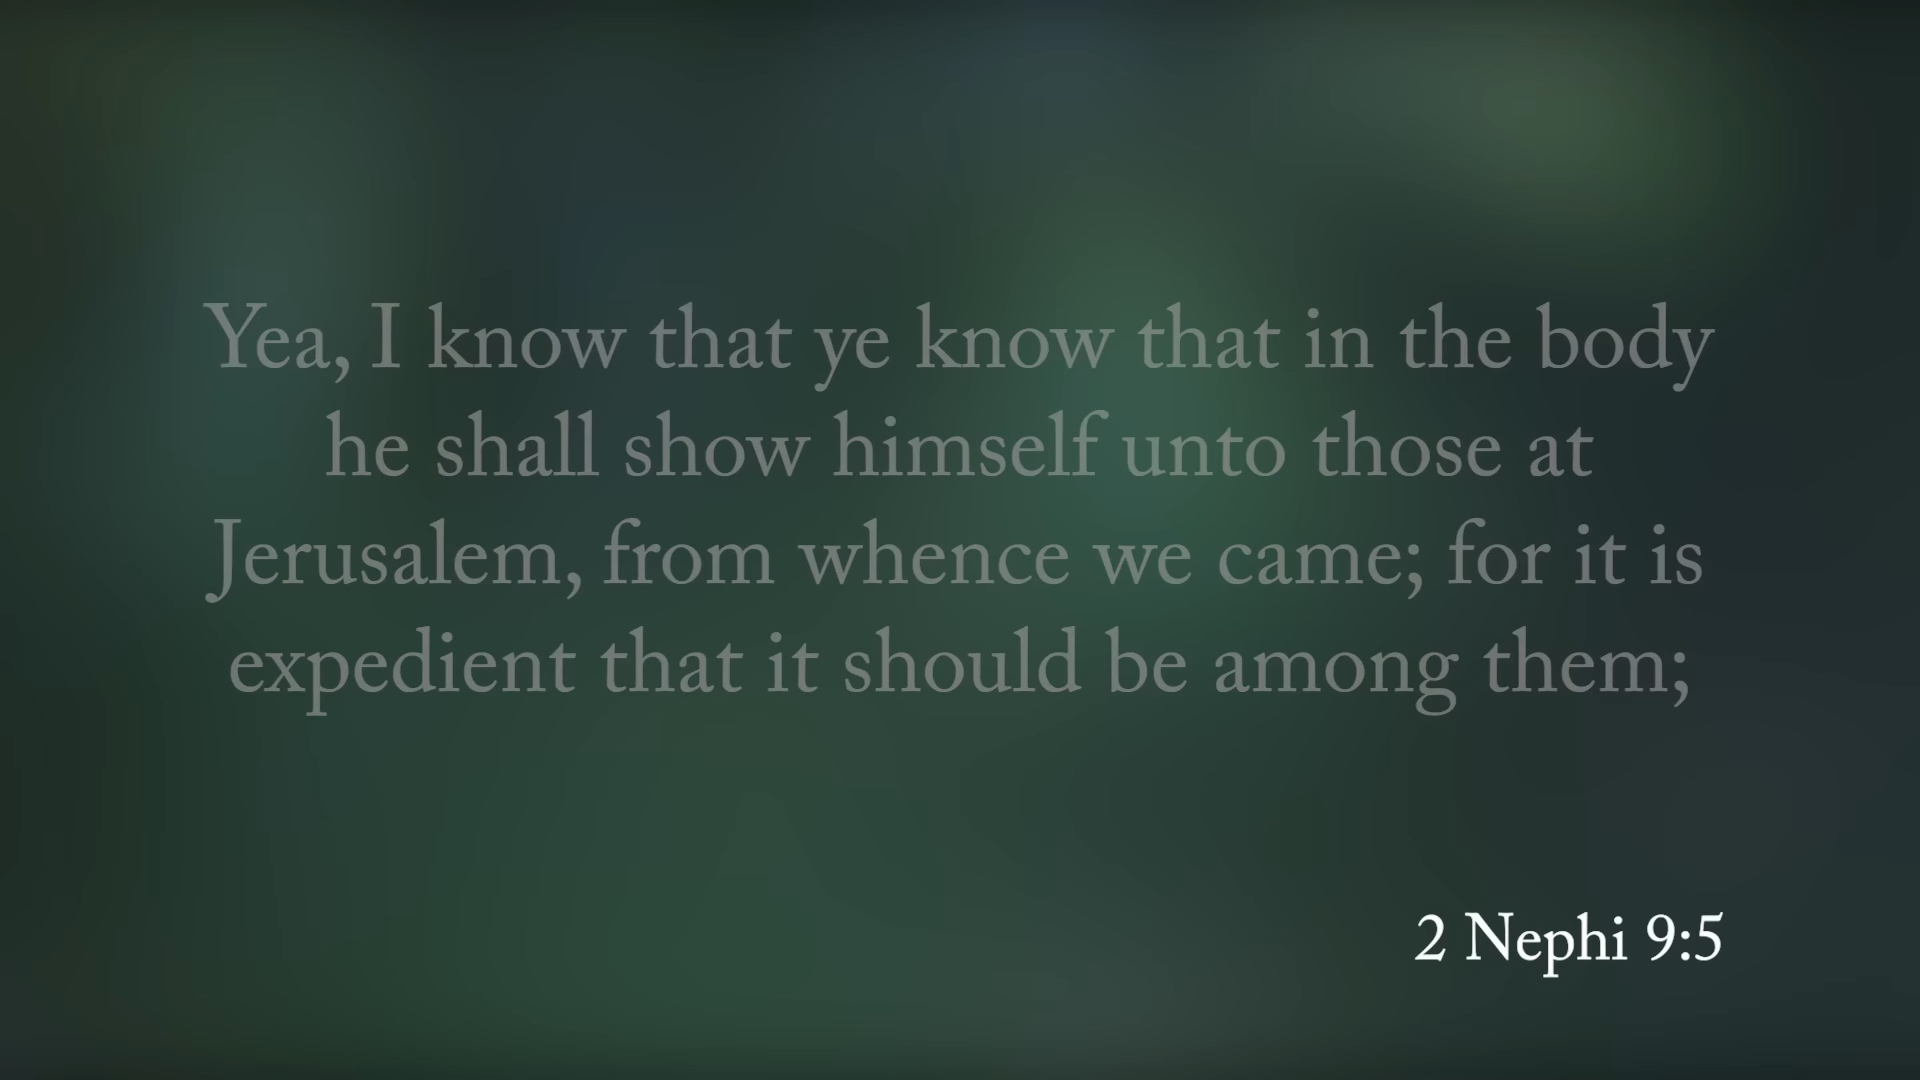 Yea, I know that ye know that in the body
he shall show himself unto those at
Jerusalem, from whence we came; for it is
expedient that it should be among them;
2 Nephi 9:5